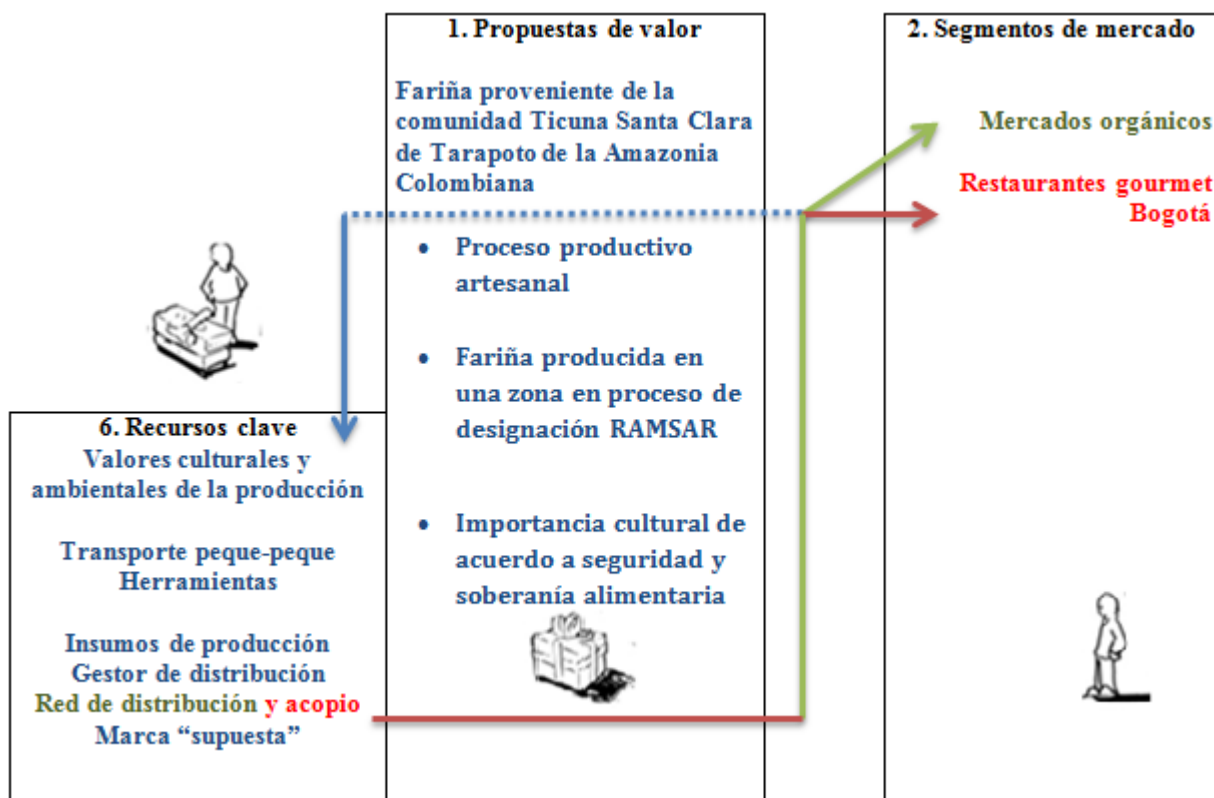 1. Propuestas de valor
Fariña proveniente de la
comunidad Ticuna Santa Clara
de Tarapoto de la Amazonia
Colombiana
• Proceso productivo
artesanal
• Fariña producida en
una zona en proceso de
designación RAMSAR
• Importancia cultural de
acuerdo a seguridad y
soberanía alimentaria
2. Segmentos de mercado
Mercados orgánicos
Restaurantes gourmet
Bogotá
6. Recursos clave
Valores culturales y
ambientales de la producción
Transporte peque-peque
Herramientas
Insumos de producción
Gestor de distribución
Red de distribución y acopio
Marca “supuesta”